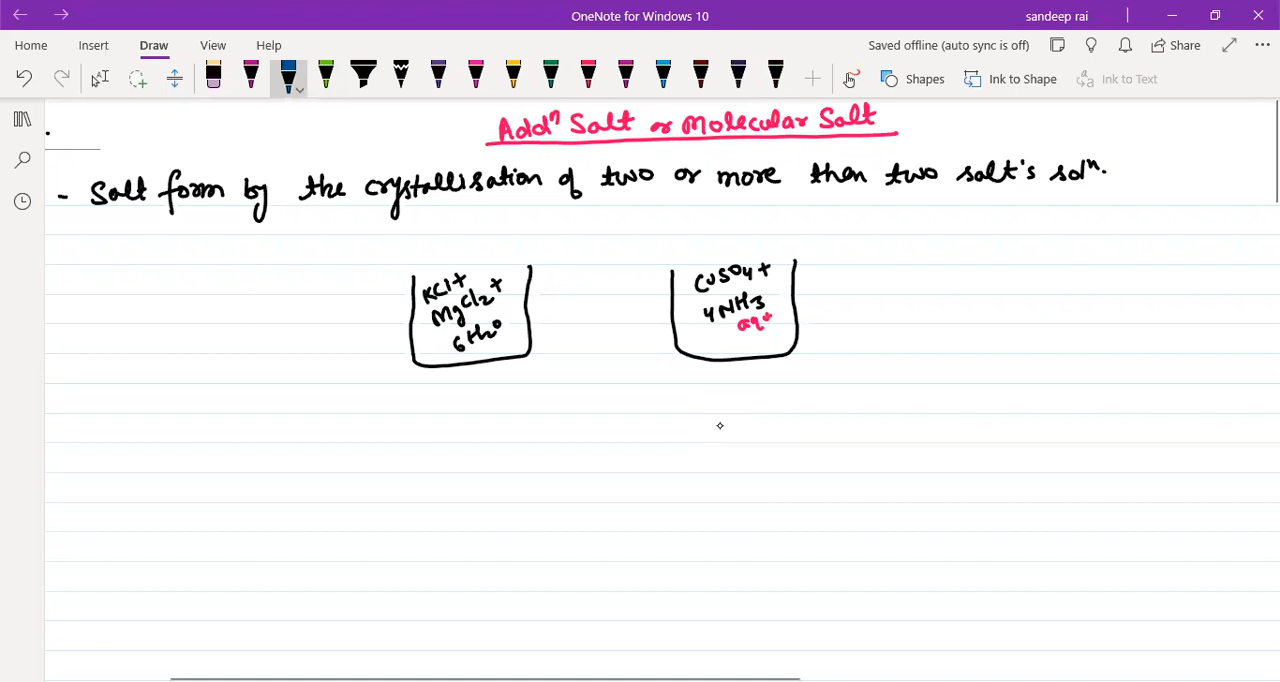 OneNote for Windows 10
sandeep rai
Home Insert Draw View Help
Saved offline (auto sync is off)
Share
Shapes
Ink to Shape
Ink to Text
Addⁿ Salt or Molecular Salt
- Salt form by the crystallisation of two or more then two salt's solⁿ.
KCl +
MgCl2 +
6H2O
CuSO4 +
4NH3
aq*